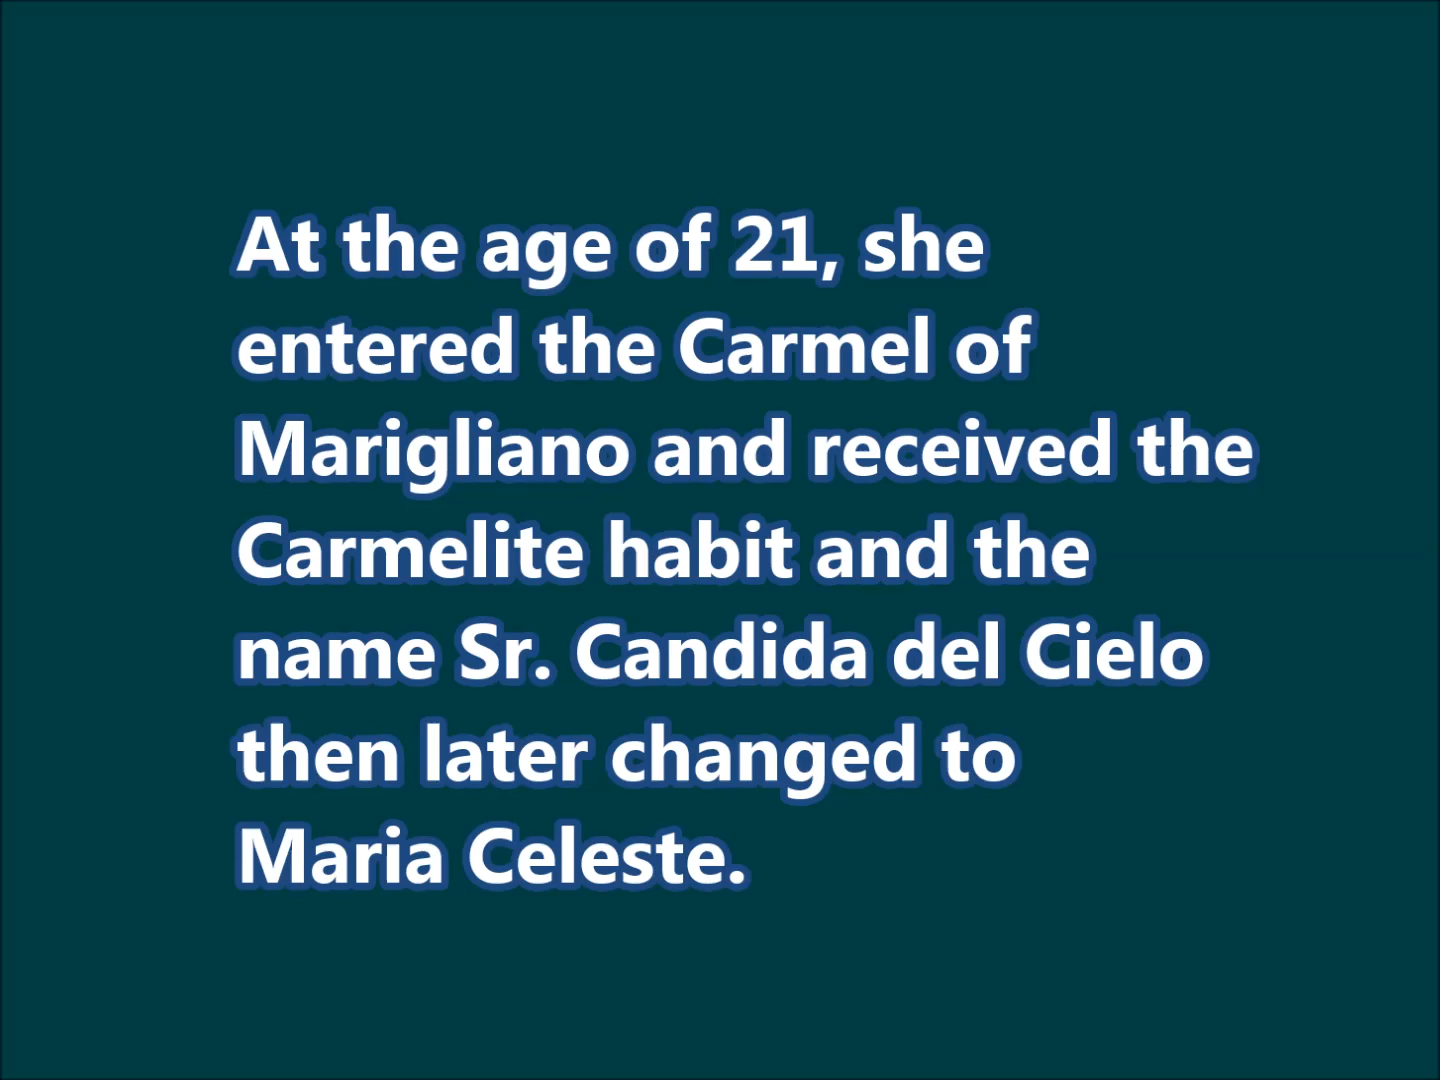 At the age of 21, she
entered the Carmel of
Marigliano and received the
Carmelite habit and the
name Sr. Candida del Cielo
then later changed to
Maria Celeste.